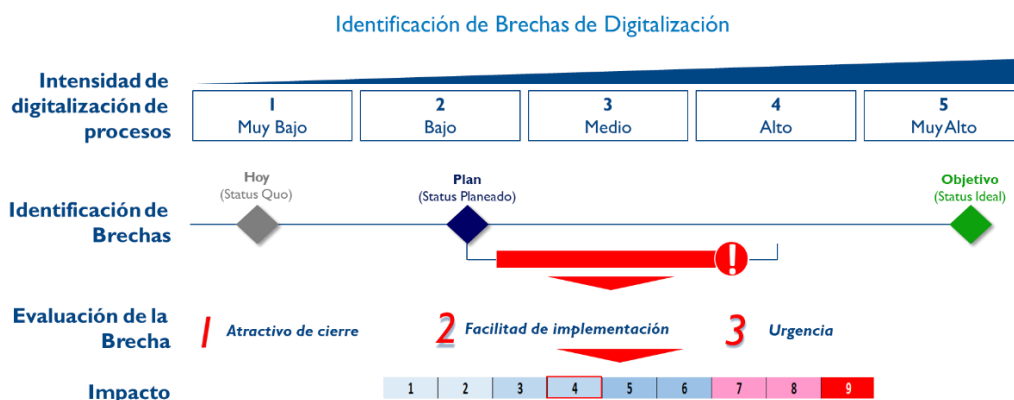 Identificación de Brechas de Digitalización
Intensidad de
digitalización de
procesos
1
Muy Bajo
2
Bajo
3
Medio
4
Alto
5
Muy Alto
Identificación de
Brechas
Hoy
(Status Quo)
Plan
(Status Planeado)
Objetivo
(Status Ideal)
!
Evaluación de la
Brecha
1 Atractivo de cierre
2 Facilitad de implementación
3 Urgencia
Impacto
1 2 3 4 5 6 7 8 9